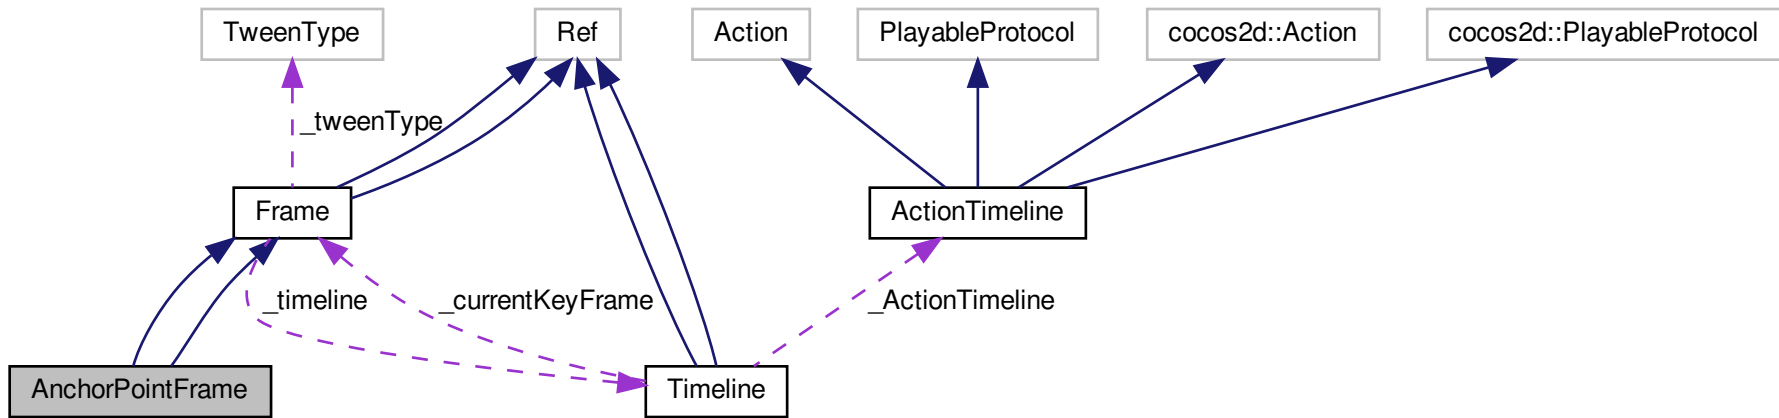 TweenType
Ref
Action
PlayableProtocol
cocos2d::Action
cocos2d::PlayableProtocol
_tweenType
Frame
ActionTimeline
_timeline
_currentKeyFrame
_ActionTimeline
AnchorPointFrame
Timeline